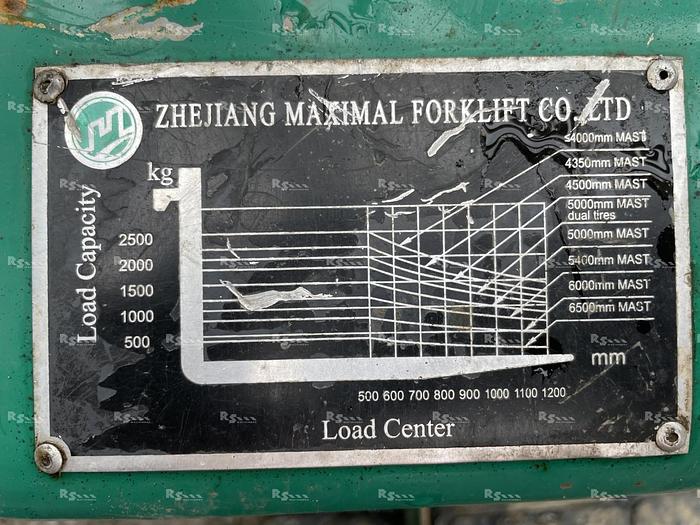 ZHEJIANG MAXIMAL FORKLIFT CO.,LTD
≤4000mm MAST
4350mm MAST
4500mm MAST
5000mm MAST
dual tires
5000mm MAST
5400mm MAST
6000mm MAST
6500mm MAST
kg
Load Capacity
2500
2000
1500
1000
500
mm
500 600 700 800 900 1000 1100 1200
Load Center